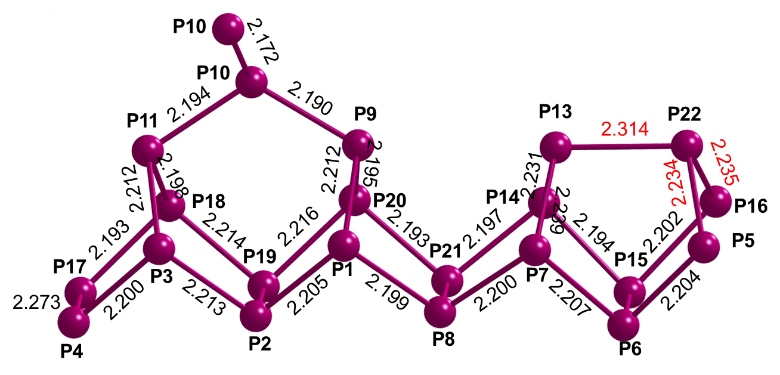 P10
2.172
P10
2.194
2.190
P11
P9
P13
P22
2.314
2.212
2.198
2.212
2.195
2.231
2.239
2.234
2.235
P18
P20
P14
P16
2.193
2.214
2.216
2.193
2.197
2.194
2.202
P5
P17
P3
P19
P1
P21
P7
P15
2.273
2.200
2.213
2.205
2.199
2.200
2.207
2.204
P4
P2
P8
P6